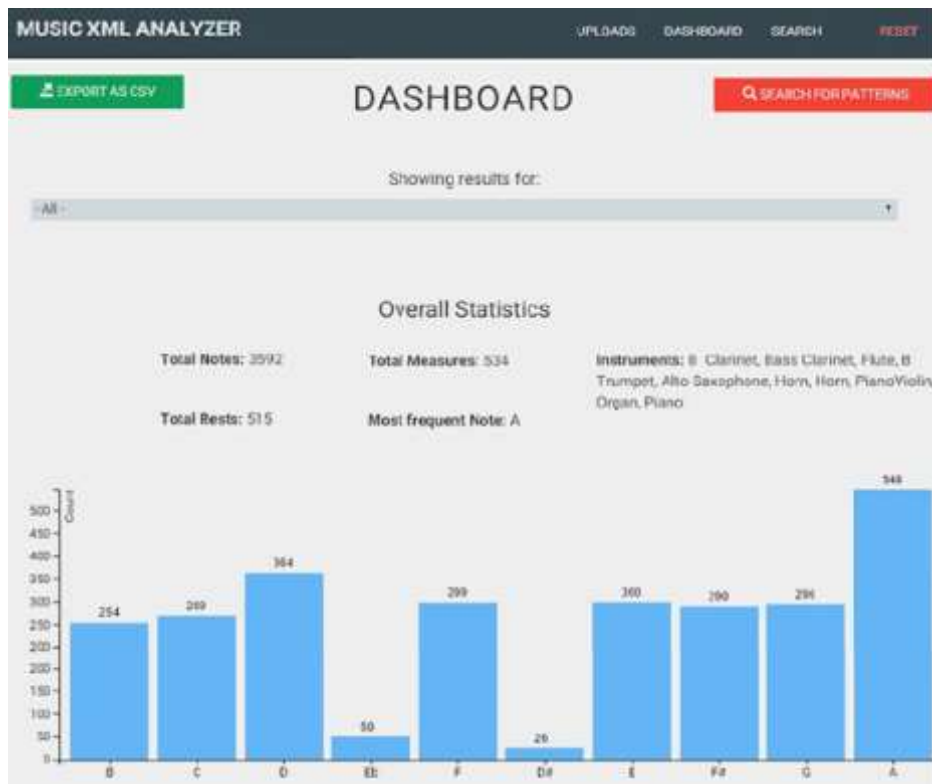 MUSIC XML ANALYZER
UPLOADS DASHBOARD SEARCH RESET
EXPORT AS CSV
DASHBOARD
SEARCH FOR PATTERNS
Showing results for:
- All -
Overall Statistics
Total Notes: 3592
Total Measures: 534
Instruments: B Clarinet, Bass Clarinet, Flute, B
Trumpet, Alto Saxophone, Horn, Horn, PianoViolin
Organ, Piano
Total Rests: 515
Most frequent Note: A
Count
500
450
400
350
300
250
200
200
150
100
50
0
254
269
364
50
299
26
290
548
B C D Eb F D# E F# G A